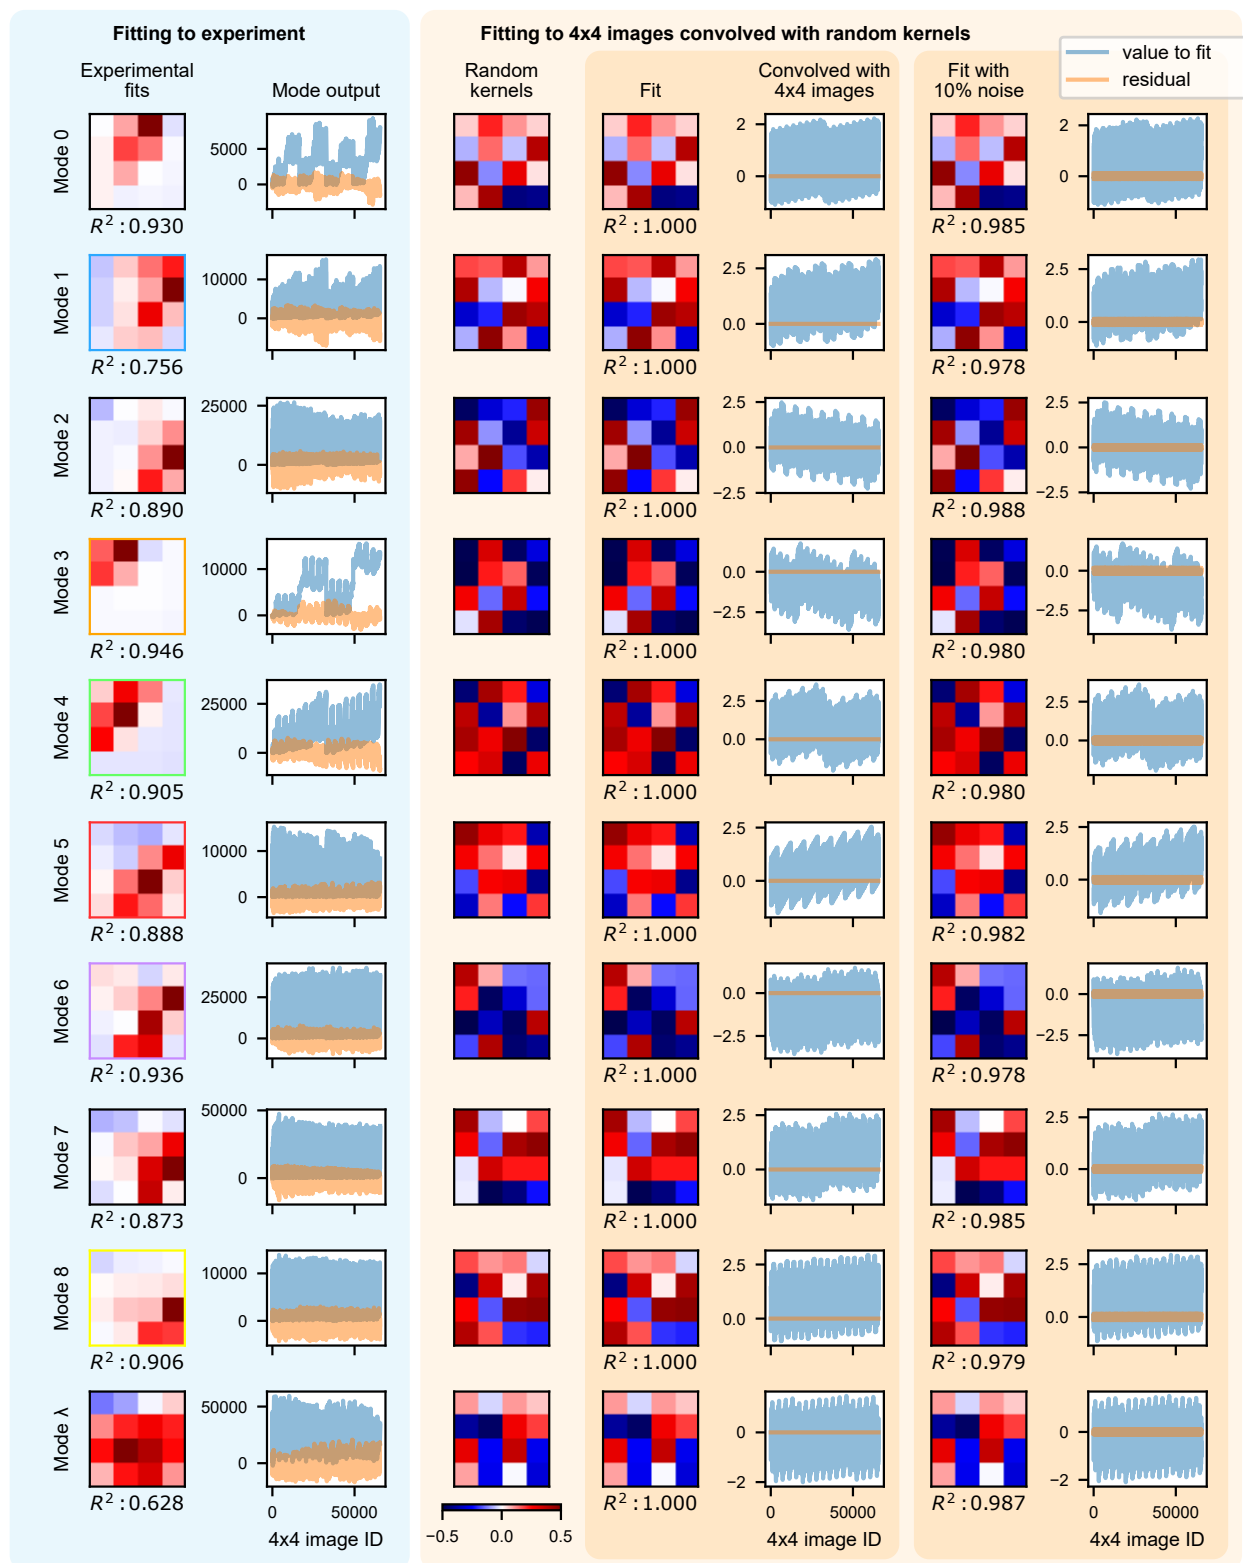 Fitting to experiment
Fitting to 4x4 images convolved with random kernels
value to fit
residual
Experimental
fits
Mode output
Random
kernels
Fit
Convolved with
4x4 images
Fit with
10% noise
Mode 0
5000
0
2
0
2
0
R²:0.930
R²:1.000
R²:0.985
Mode 1
10000
0
2.5
0.0
2.5
0.0
R²:0.756
R²:1.000
R²:0.978
Mode 2
25000
0
2.5
0.0
−2.5
2.5
0.0
−2.5
R²:0.890
R²:1.000
R²:0.988
Mode 3
10000
0
0.0
−2.5
0.0
−2.5
R²:0.946
R²:1.000
R²:0.980
Mode 4
25000
0
2.5
0.0
2.5
0.0
R²:0.905
R²:1.000
R²:0.980
Mode 5
10000
0
2.5
0.0
2.5
0.0
R²:0.888
R²:1.000
R²:0.982
Mode 6
25000
0
0.0
−2.5
0.0
−2.5
R²:0.936
R²:1.000
R²:0.978
Mode 7
50000
0
2.5
0.0
2.5
0.0
R²:0.873
R²:1.000
R²:0.985
Mode 8
10000
0
2.5
0.0
2.5
0.0
R²:0.906
R²:1.000
R²:0.979
Mode λ
50000
0
0
−2
0
−2
R²:0.628
R²:1.000
R²:0.987
0 50000
4x4 image ID
−0.5 0.0 0.5
0 50000
4x4 image ID
0 50000
4x4 image ID